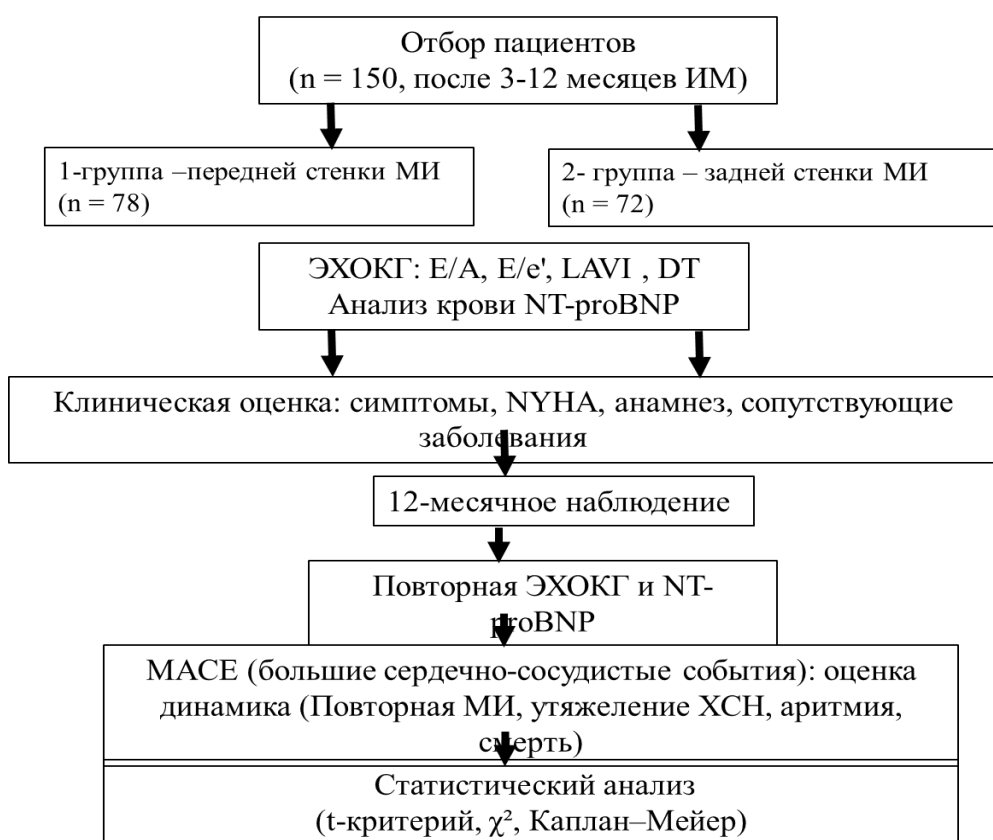 Отбор пациентов
(n = 150, после 3-12 месяцев ИМ)
1-группа –передней стенки МИ
(n = 78)
2- группа – задней стенки МИ
(n = 72)
ЭХОКГ: E/A, E/e', LAVI , DT
Анализ крови NT-proBNP
Клиническая оценка: симптомы, NYHA, анамнез, сопутствующие
заболевания
12-месячное наблюдение
Повторная ЭХОКГ и NT-
proBNP
MACE (большие сердечно-сосудистые события): оценка
динамика (Повторная МИ, утяжеление ХСН, аритмия,
смерть)
Статистический анализ
(t-критерий, χ², Каплан–Мейер)